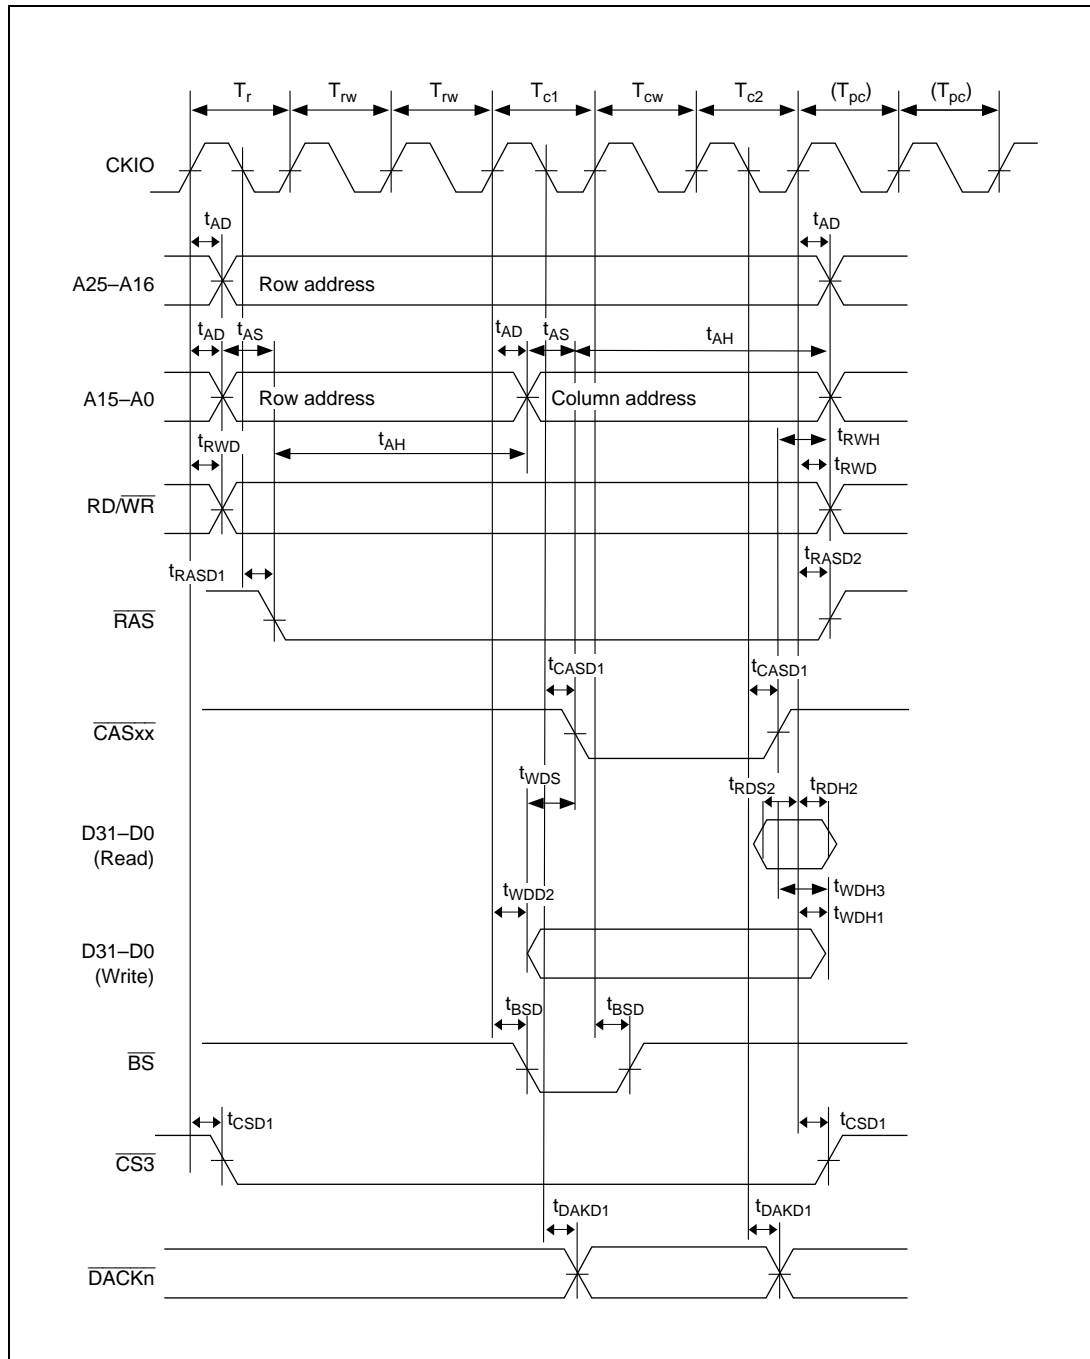 Tr Trw Trw Tc1 Tcw Tc2 (Tpc) (Tpc)
CKIO
tAD tAD
A25–A16 Row address
tAD tAS tAD tAS tAH
A15–A0 Row address Column address
tRWD tAH tRWH
tRWD
RD/WR
tRASD1 tRASD2
RAS
tCASD1 tCASD1
CASxx
tWDS tRDS2 tRDH2
D31–D0
(Read)
tWDD2 tWDH3
tWDH1
D31–D0
(Write)
tBSD tBSD
BS
tCSD1 tCSD1
CS3
tDAKD1 tDAKD1
DACKn